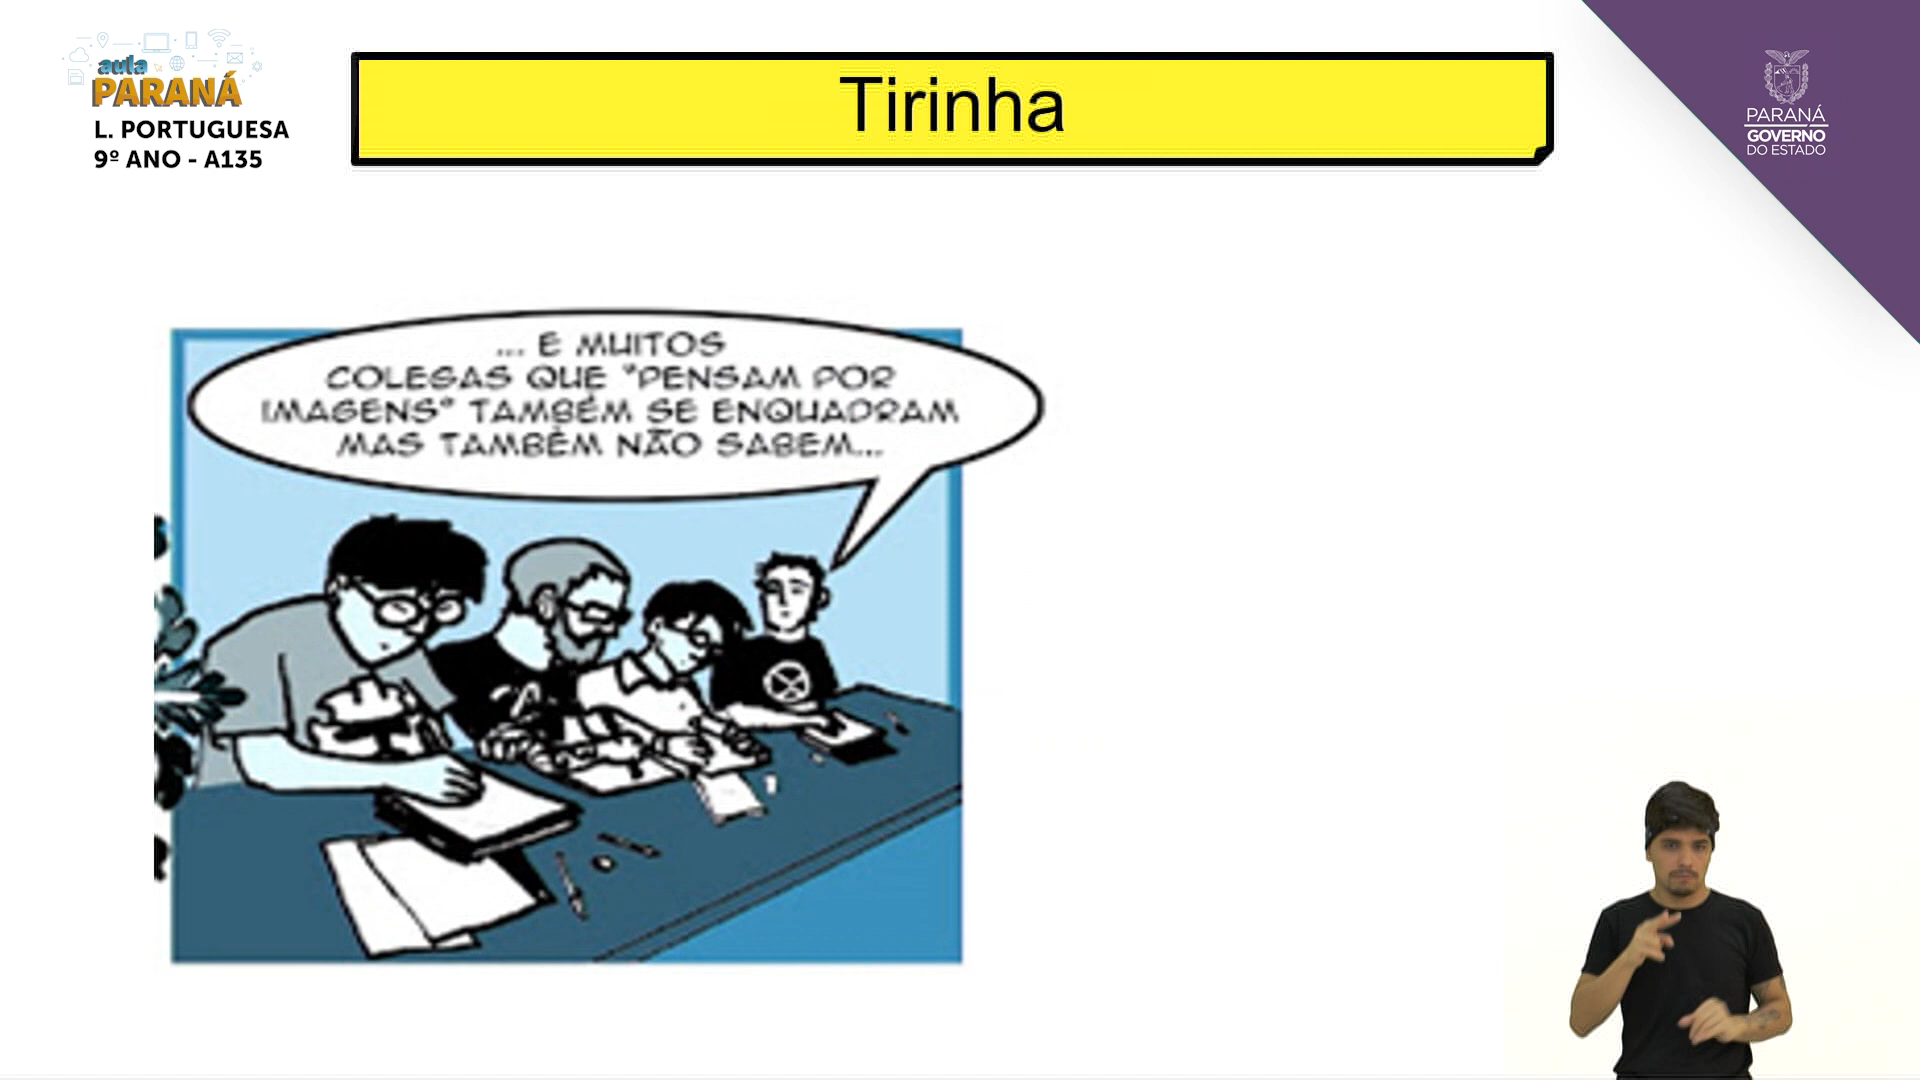 aula
PARANÁ
L. PORTUGUESA
9º ANO - A135
Tirinha
PARANÁ
GOVERNO
DO ESTADO
... E MUITOS
COLEGAS QUE "PENSAM POR
IMAGENS" TAMBÉM SE ENQUADRAM
MAS TAMBÉM NÃO SABEM...